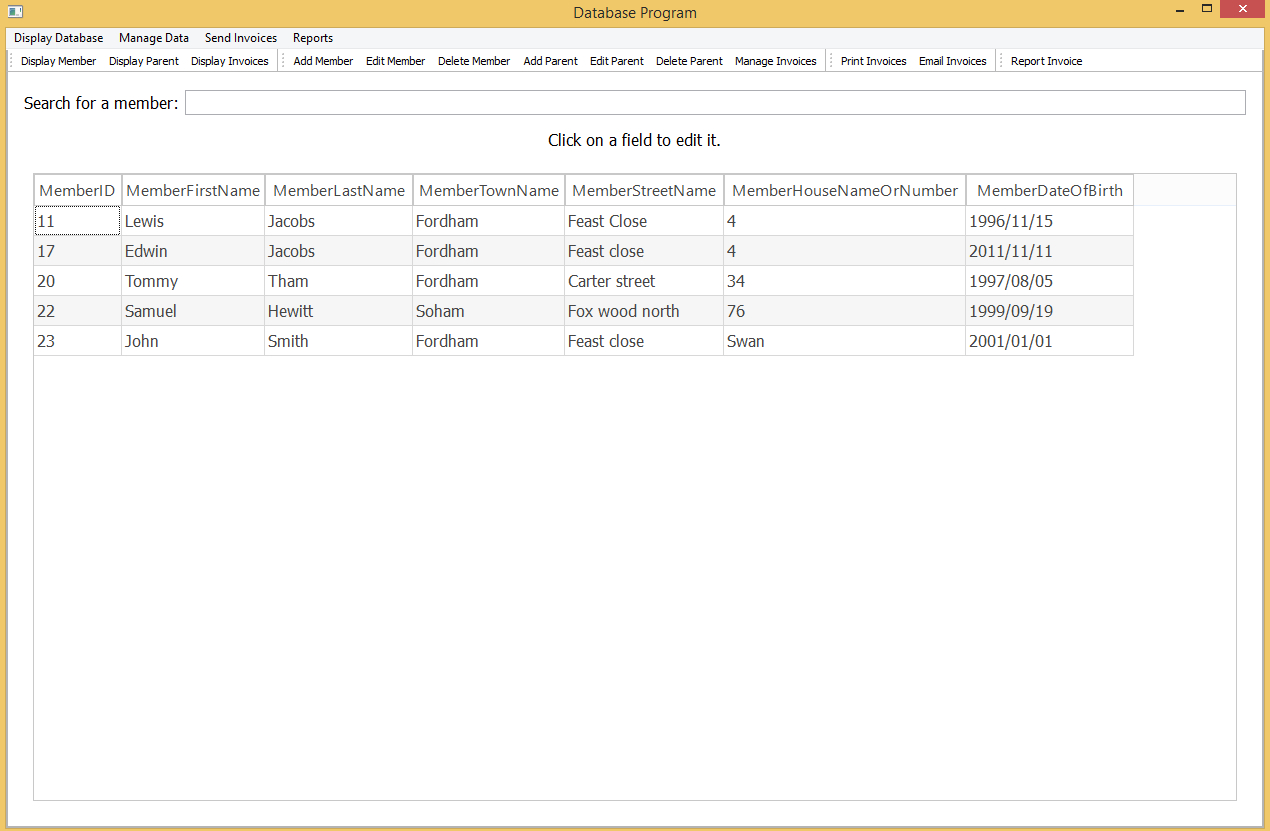 Database Program
Display Database Manage Data Send Invoices Reports
Display Member Display Parent Display Invoices Add Member Edit Member Delete Member Add Parent Edit Parent Delete Parent Manage Invoices Print Invoices Email Invoices Report Invoice
Search for a member:
Click on a field to edit it.
MemberID MemberFirstName MemberLastName MemberTownName MemberStreetName MemberHouseNameOrNumber MemberDateOfBirth
11 Lewis Jacobs Fordham Feast Close 4 1996/11/15
17 Edwin Jacobs Fordham Feast close 4 2011/11/11
20 Tommy Tham Fordham Carter street 34 1997/08/05
22 Samuel Hewitt Soham Fox wood north 76 1999/09/19
23 John Smith Fordham Feast close Swan 2001/01/01